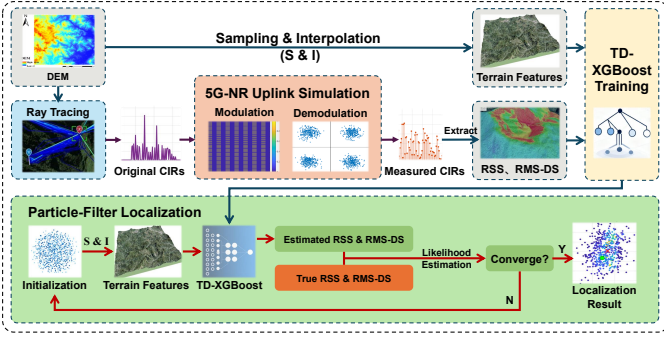 Sampling & Interpolation
(S & I)
DEM
Terrain Features
TD-
XGBoost
Training
Ray Tracing
Original CIRs
5G-NR Uplink Simulation
Modulation
Demodulation
Measured CIRs
Extract
RSS、RMS-DS
Particle-Filter Localization
Initialization
S & I
Terrain Features
TD-XGBoost
Estimated RSS & RMS-DS
True RSS & RMS-DS
Likelihood
Estimation
Converge?
Y
N
Localization
Result